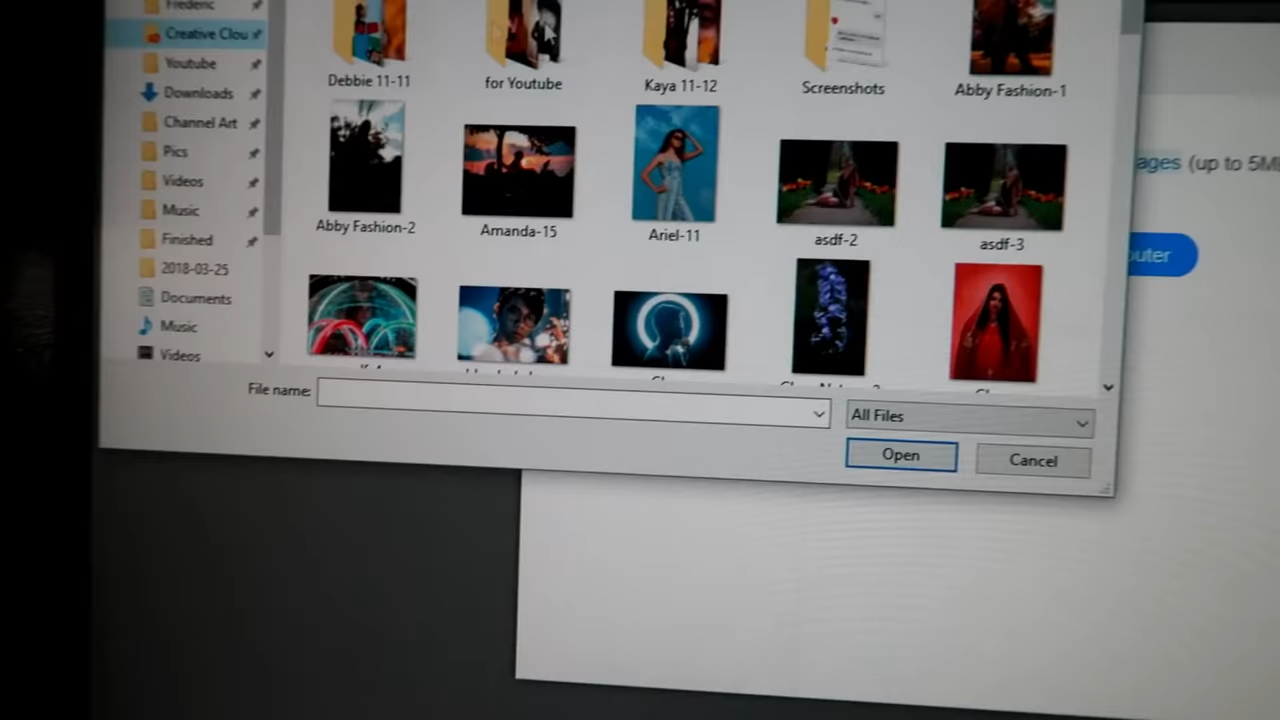 Frederic
Creative Clou
Youtube
Downloads
Channel Art
Pics
Videos
Music
Finished
2018-03-25
Documents
Music
Videos
Debbie 11-11
for Youtube
Kaya 11-12
Screenshots
Abby Fashion-1
Abby Fashion-2
Amanda-15
Ariel-11
asdf-2
asdf-3
File name:
All Files
Open
Cancel
ages (up to 5M
uter